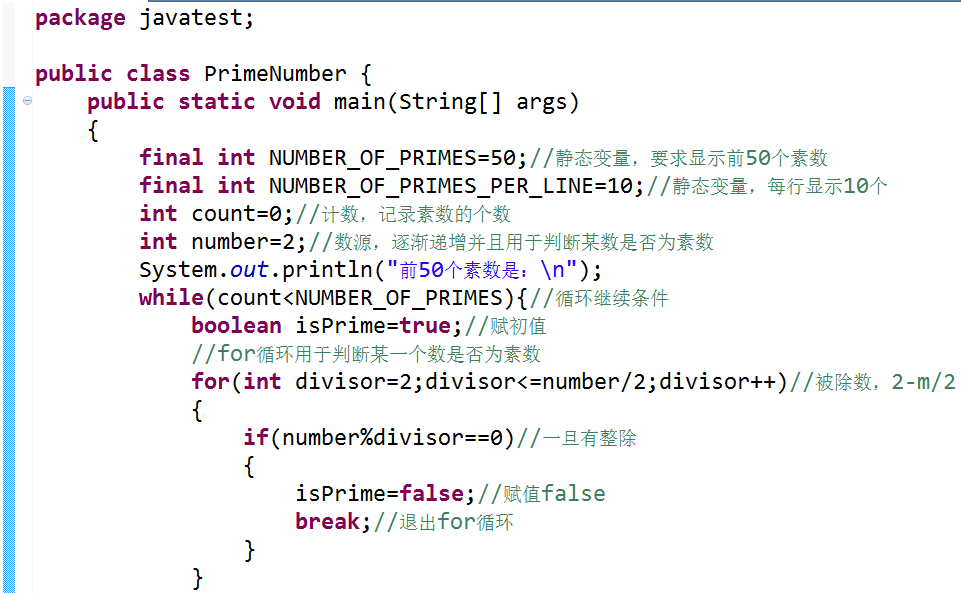 package javatest;
public class PrimeNumber {
public static void main(String[] args)
{
final int NUMBER_OF_PRIMES=50;//静态变量，要求显示前50个素数
final int NUMBER_OF_PRIMES_PER_LINE=10;//静态变量，每行显示10个
int count=0;//计数，记录素数的个数
int number=2;//数源，逐渐递增并且用于判断某数是否为素数
System.out.println("前50个素数是：\n");
while(count<NUMBER_OF_PRIMES){//循环继续条件
boolean isPrime=true;//赋初值
//for循环用于判断某一个数是否为素数
for(int divisor=2;divisor<=number/2;divisor++)//被除数，2-m/2
{
if(number%divisor==0)//一旦有整除
{
isPrime=false;//赋值false
break;//退出for循环
}
}